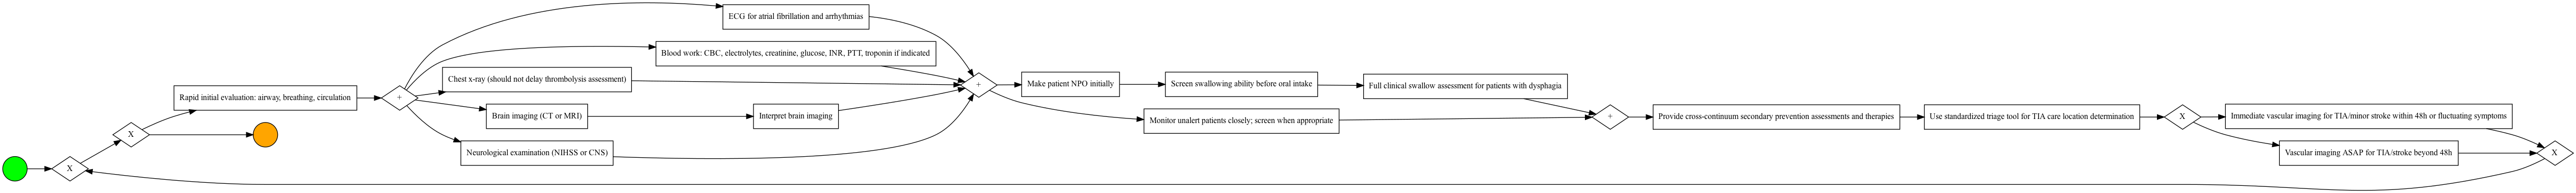 X
X
Rapid initial evaluation: airway, breathing, circulation
+
ECG for atrial fibrillation and arrhythmias
Blood work: CBC, electrolytes, creatinine, glucose, INR, PTT, troponin if indicated
Chest x-ray (should not delay thrombolysis assessment)
Brain imaging (CT or MRI)
Interpret brain imaging
Neurological examination (NIHSS or CNS)
+
Make patient NPO initially
Screen swallowing ability before oral intake
Full clinical swallow assessment for patients with dysphagia
Monitor unalert patients closely; screen when appropriate
+
Provide cross-continuum secondary prevention assessments and therapies
Use standardized triage tool for TIA care location determination
X
Immediate vascular imaging for TIA/minor stroke within 48h or fluctuating symptoms
Vascular imaging ASAP for TIA/stroke beyond 48h
X